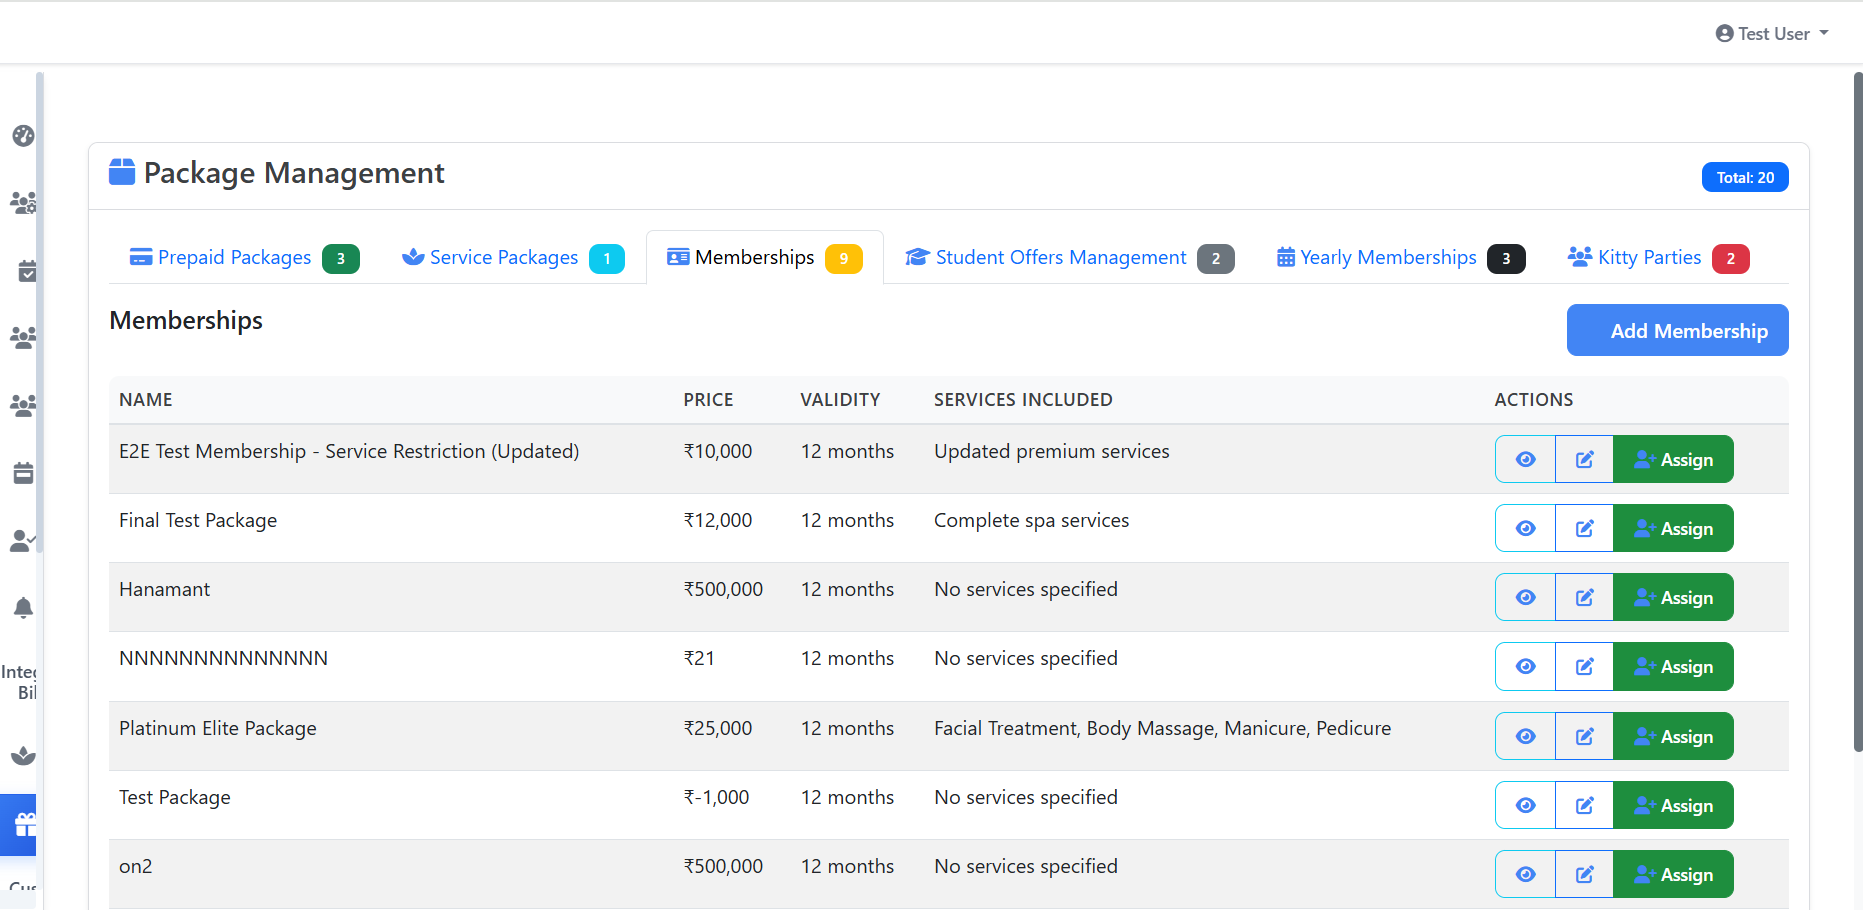 Test User
Package Management
Total: 20
Prepaid Packages 3
Service Packages 1
Memberships 9
Student Offers Management 2
Yearly Memberships 3
Kitty Parties 2
Memberships
Add Membership
NAME PRICE VALIDITY SERVICES INCLUDED ACTIONS
E2E Test Membership - Service Restriction (Updated) ₹10,000 12 months Updated premium services Assign
Final Test Package ₹12,000 12 months Complete spa services Assign
Hanamant ₹500,000 12 months No services specified Assign
NNNNNNNNNNNNNN ₹21 12 months No services specified Assign
Platinum Elite Package ₹25,000 12 months Facial Treatment, Body Massage, Manicure, Pedicure Assign
Test Package ₹-1,000 12 months No services specified Assign
on2 ₹500,000 12 months No services specified Assign